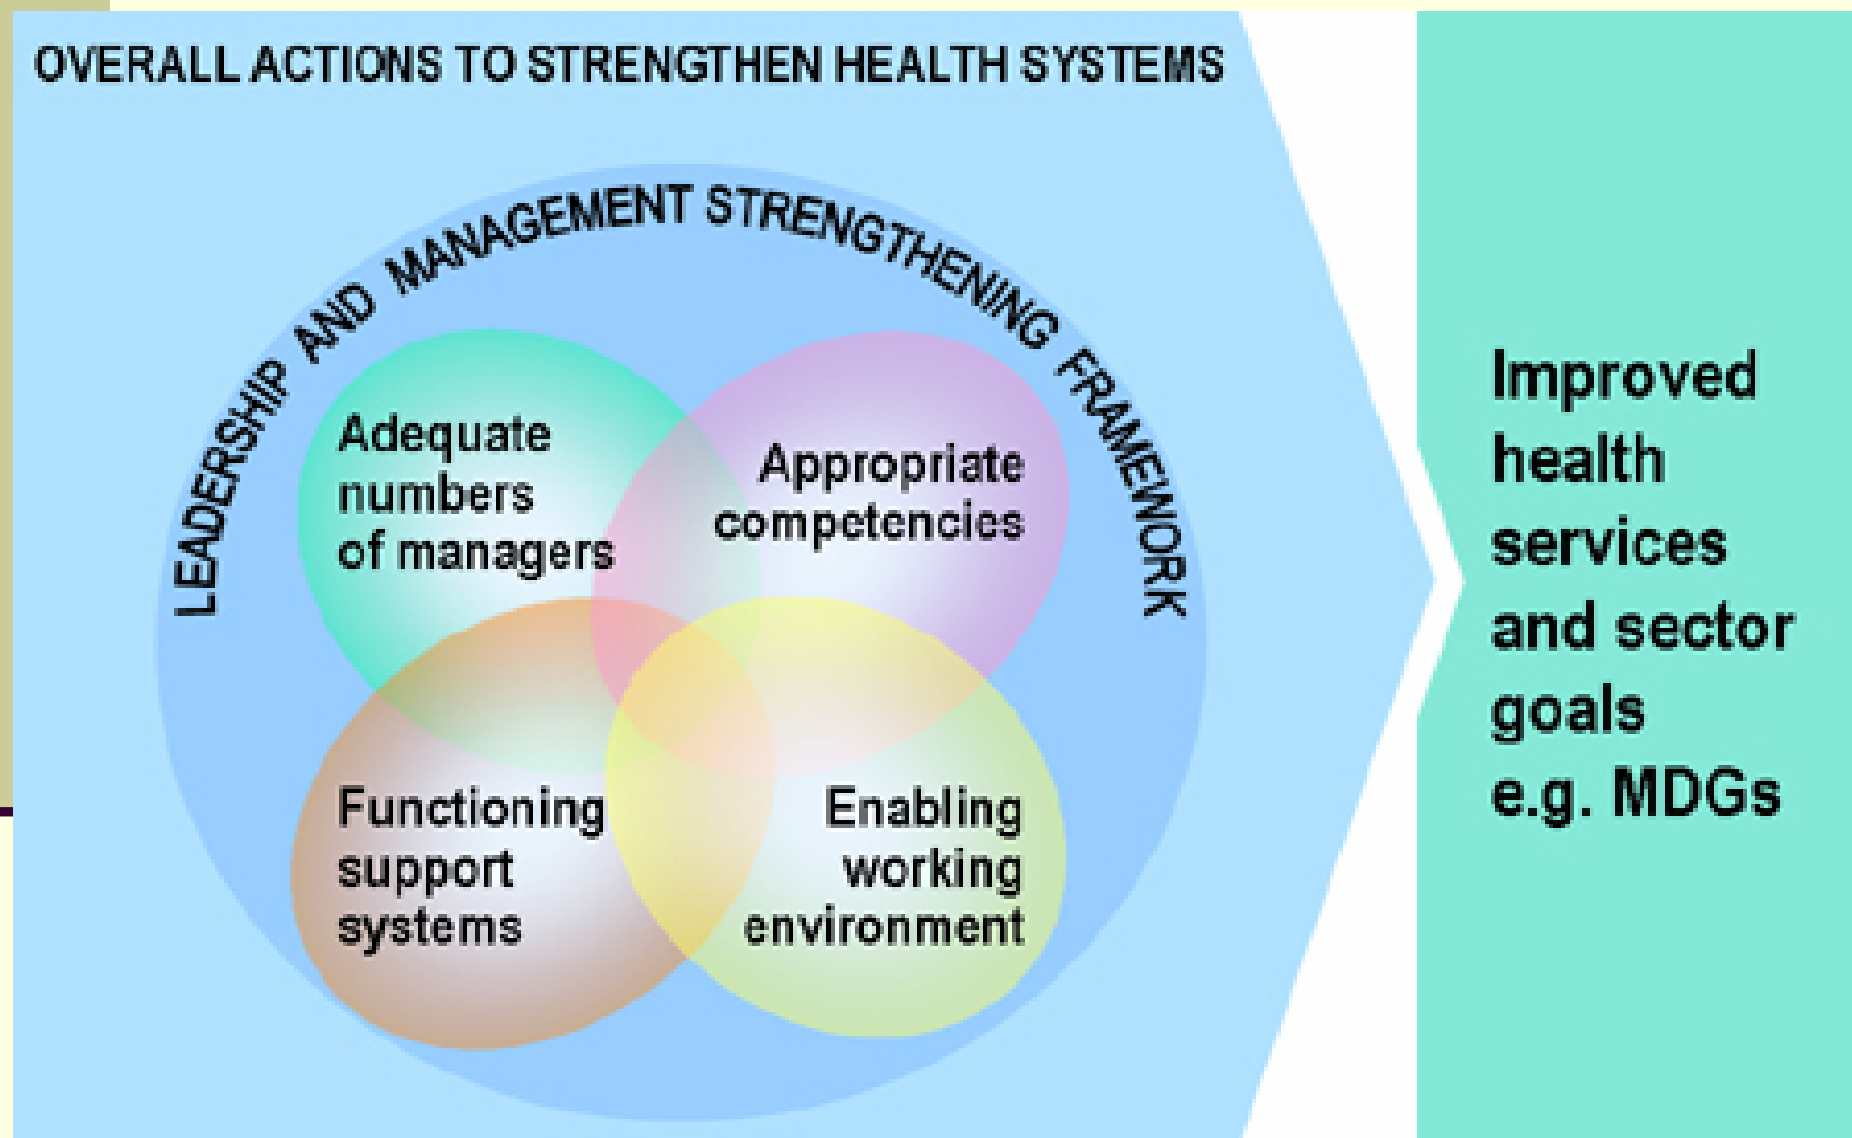 OVERALL ACTIONS TO STRENGTHEN HEALTH SYSTEMS
LEADERSHIP AND MANAGEMENT STRENGTHENING FRAMEWORK
Adequate
numbers
of managers
Appropriate
competencies
Functioning
support
systems
Enabling
working
environment
Improved
health
services
and sector
goals
e.g. MDGs